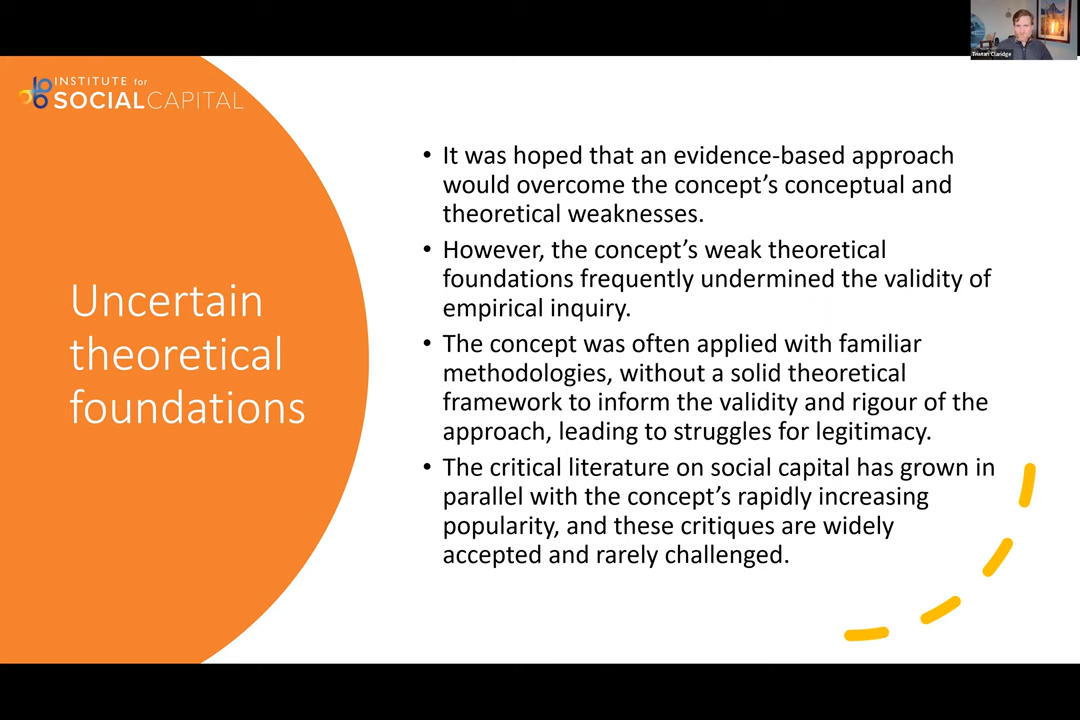 Tristan Claridge
INSTITUTE for
SOCIALCAPITAL
Uncertain
theoretical
foundations
• It was hoped that an evidence-based approach
would overcome the concept’s conceptual and
theoretical weaknesses.
• However, the concept’s weak theoretical
foundations frequently undermined the validity of
empirical inquiry.
• The concept was often applied with familiar
methodologies, without a solid theoretical
framework to inform the validity and rigour of the
approach, leading to struggles for legitimacy.
• The critical literature on social capital has grown in
parallel with the concept’s rapidly increasing
popularity, and these critiques are widely
accepted and rarely challenged.